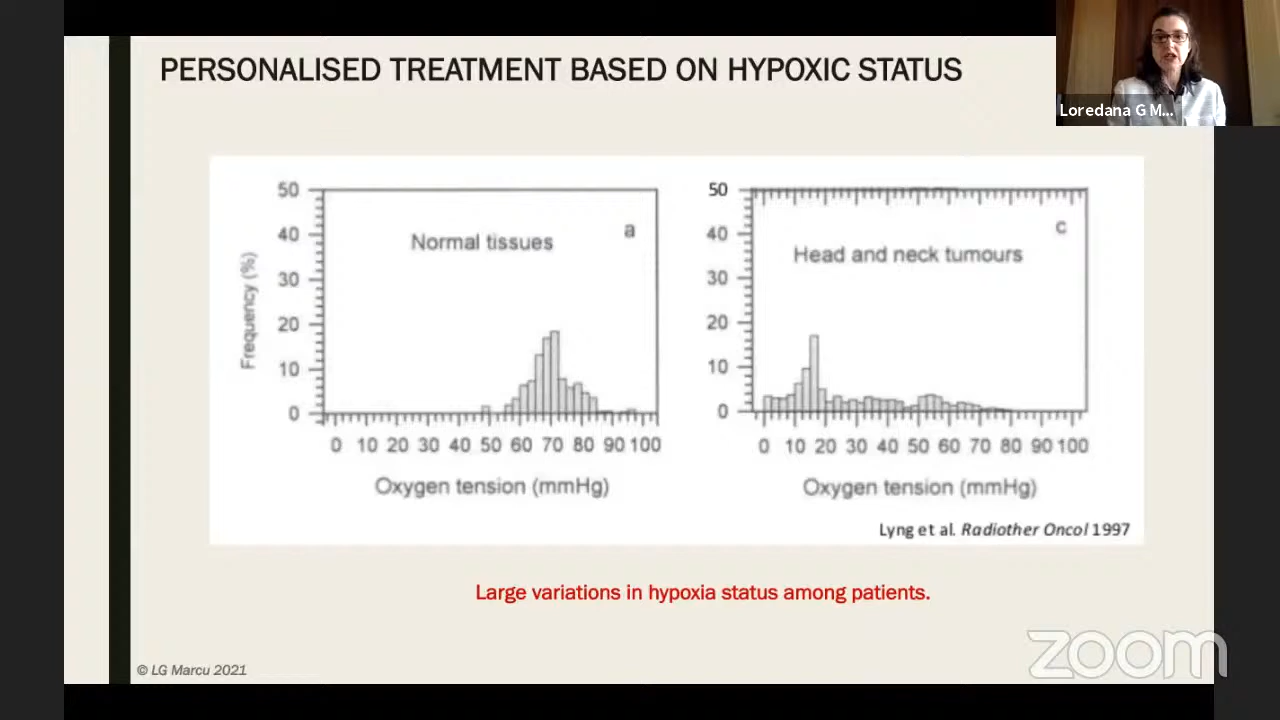 PERSONALISED TREATMENT BASED ON HYPOXIC STATUS
Loredana G M...
50
40
30
20
10
0
Frequency (%)
Normal tissues
a
0 10 20 30 40 50 60 70 80 90 100
Oxygen tension (mmHg)
50
40
30
20
10
0
Head and neck tumours
c
0 10 20 30 40 50 60 70 80 90 100
Oxygen tension (mmHg)
Lyng et al. Radiother Oncol 1997
Large variations in hypoxia status among patients.
© LG Marcu 2021
zoom